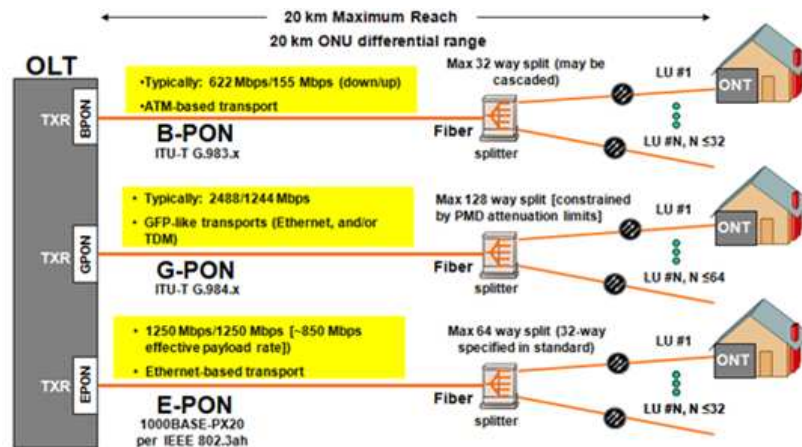 20 km Maximum Reach
20 km ONU differential range
OLT
•Typically: 622 Mbps/155 Mbps (down/up)
•ATM-based transport
Max 32 way split (may be
cascaded)
LU #1
ONT
TXR
BPON
B-PON
ITU-T G.983.x
Fiber
splitter
LU #N, N ≤32
• Typically: 2488/1244 Mbps
• GFP-like transports (Ethernet, and/or
TDM)
Max 128 way split [constrained
by PMD attenuation limits]
LU #1
ONT
TXR
GPON
G-PON
ITU-T G.984.x
Fiber
splitter
LU #N, N ≤64
• 1250 Mbps/1250 Mbps [~850 Mbps
effective payload rate])
• Ethernet-based transport
Max 64 way split (32-way
specified in standard)
LU #1
ONT
TXR
EPON
E-PON
1000BASE-PX20
per IEEE 802.3ah
Fiber
splitter
LU #N, N ≤32